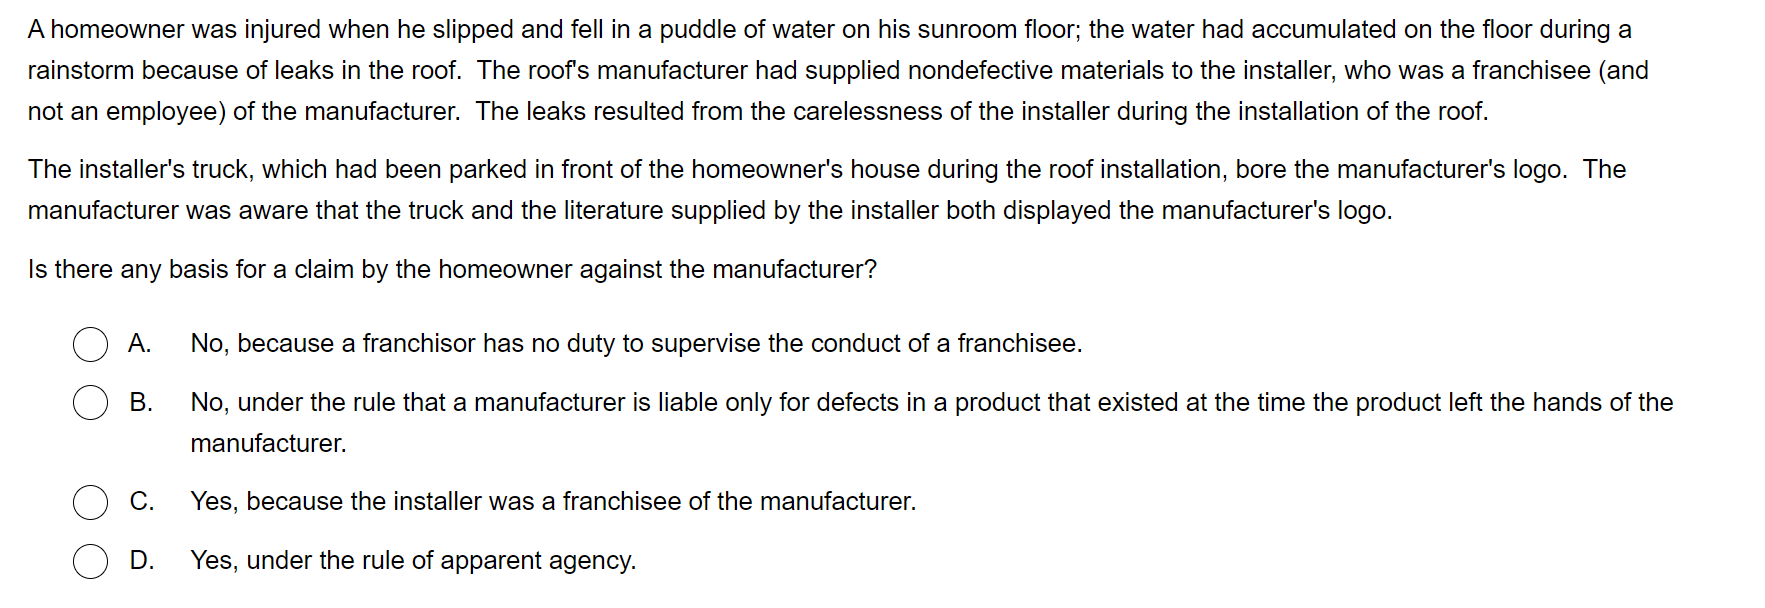 A homeowner was injured when he slipped and fell in a puddle of water on his sunroom floor; the water had accumulated on the floor during a
rainstorm because of leaks in the roof.  The roof's manufacturer had supplied nondefective materials to the installer, who was a franchisee (and
not an employee) of the manufacturer.  The leaks resulted from the carelessness of the installer during the installation of the roof.
The installer's truck, which had been parked in front of the homeowner's house during the roof installation, bore the manufacturer's logo.  The
manufacturer was aware that the truck and the literature supplied by the installer both displayed the manufacturer's logo.
Is there any basis for a claim by the homeowner against the manufacturer?
A. No, because a franchisor has no duty to supervise the conduct of a franchisee.
B. No, under the rule that a manufacturer is liable only for defects in a product that existed at the time the product left the hands of the
manufacturer.
C. Yes, because the installer was a franchisee of the manufacturer.
D. Yes, under the rule of apparent agency.